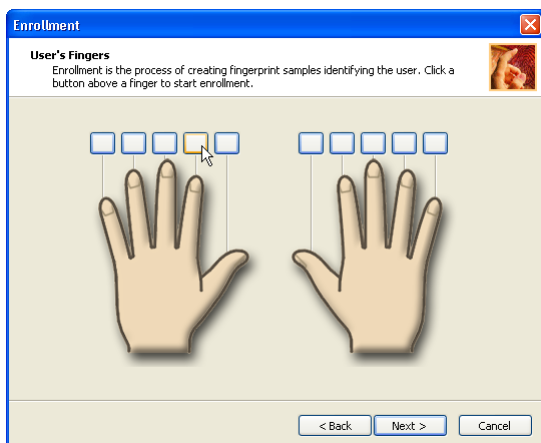 Enrollment
User's Fingers
Enrollment is the process of creating fingerprint samples identifying the user. Click a
button above a finger to start enrollment.
< Back
Next >
Cancel